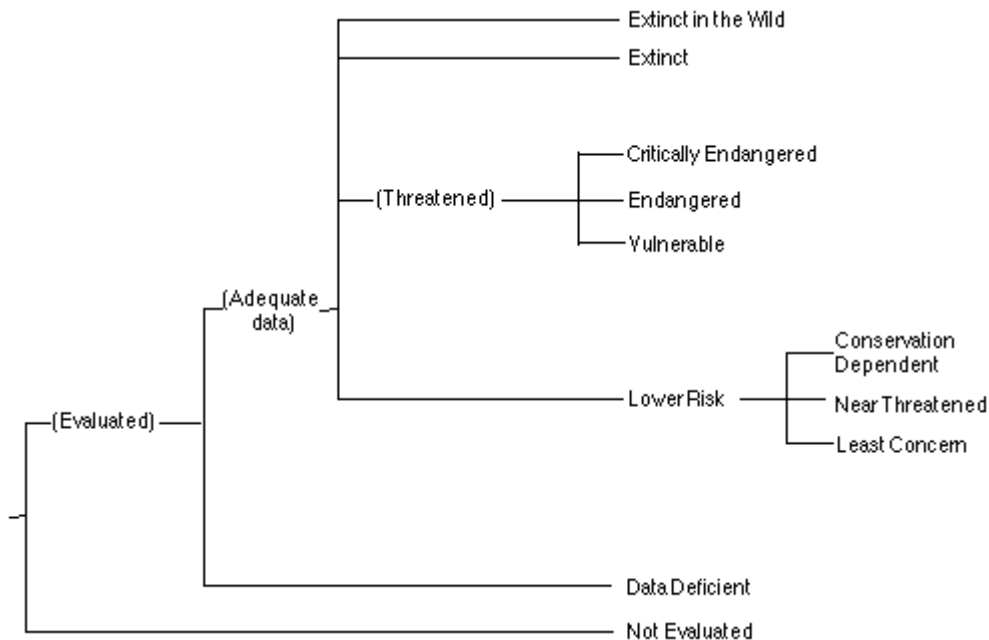 Extinct in the Wild
Extinct
Critically Endangered
(Threatened)
Endangered
Vulnerable
(Adequate
data)
Conservation
Dependent
Lower Risk
Near Threatened
Least Concern
(Evaluated)
Data Deficient
Not Evaluated